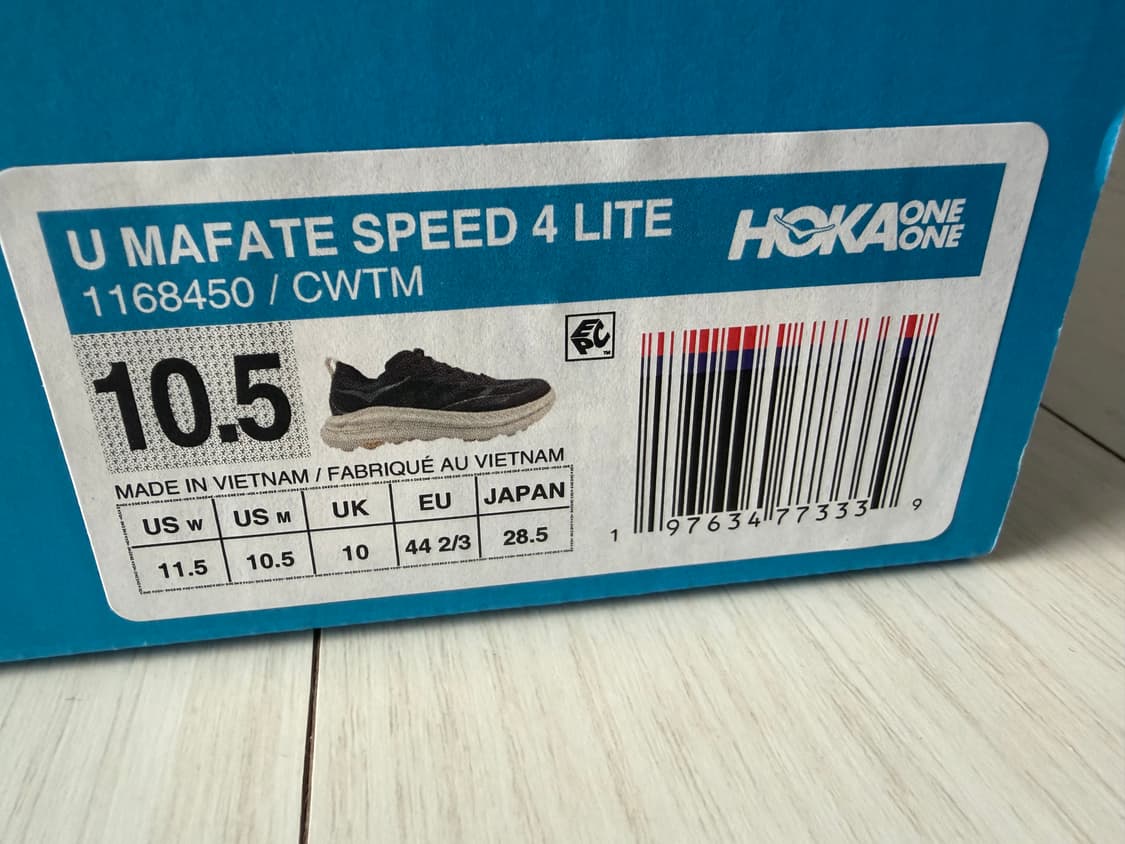 U MAFATE SPEED 4 LITE
1168450 / CWTM
HOKA ONE ONE
10.5
EPC™
MADE IN VIETNAM / FABRIQUÉ AU VIETNAM
US W US M UK EU JAPAN
11.5 10.5 10 44 2/3 28.5
1 97634 77333 9